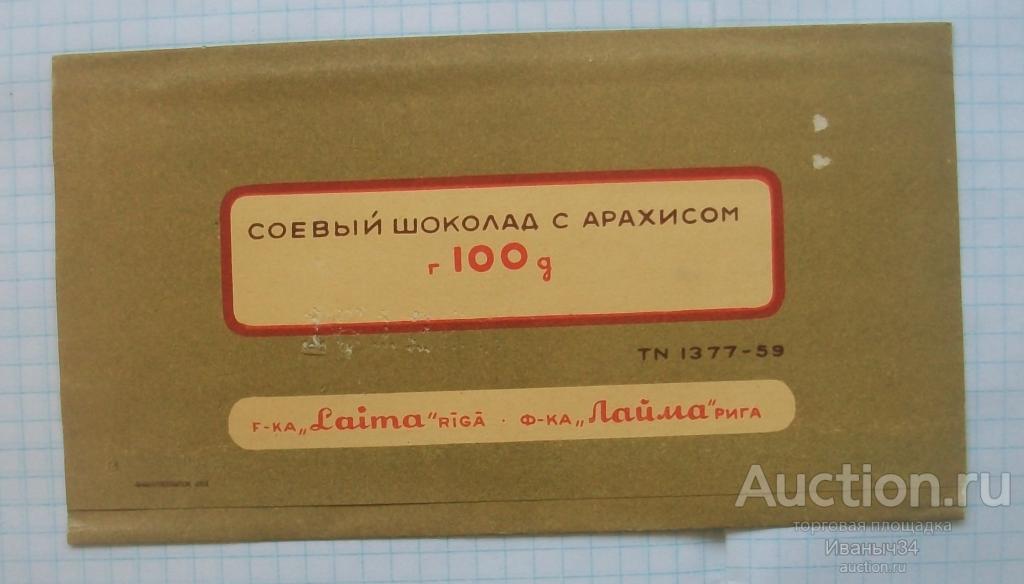 СОЕВЫЙ ШОКОЛАД С АРАХИСОМ
г 100 g
TN 1377-59
F-KA „Laima" RĪGĀ · Ф-КА „Лайма" РИГА
Auction.ru
торговая площадка
Иваныч34
auction.ru